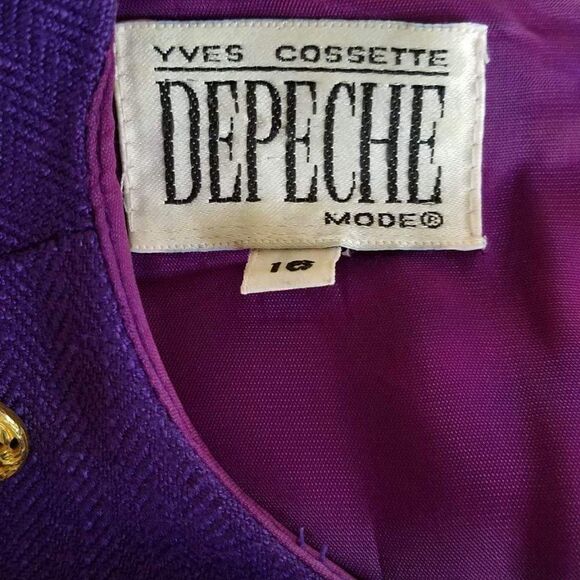 YVES COSSETTE
DEPECHE
MODE®
16